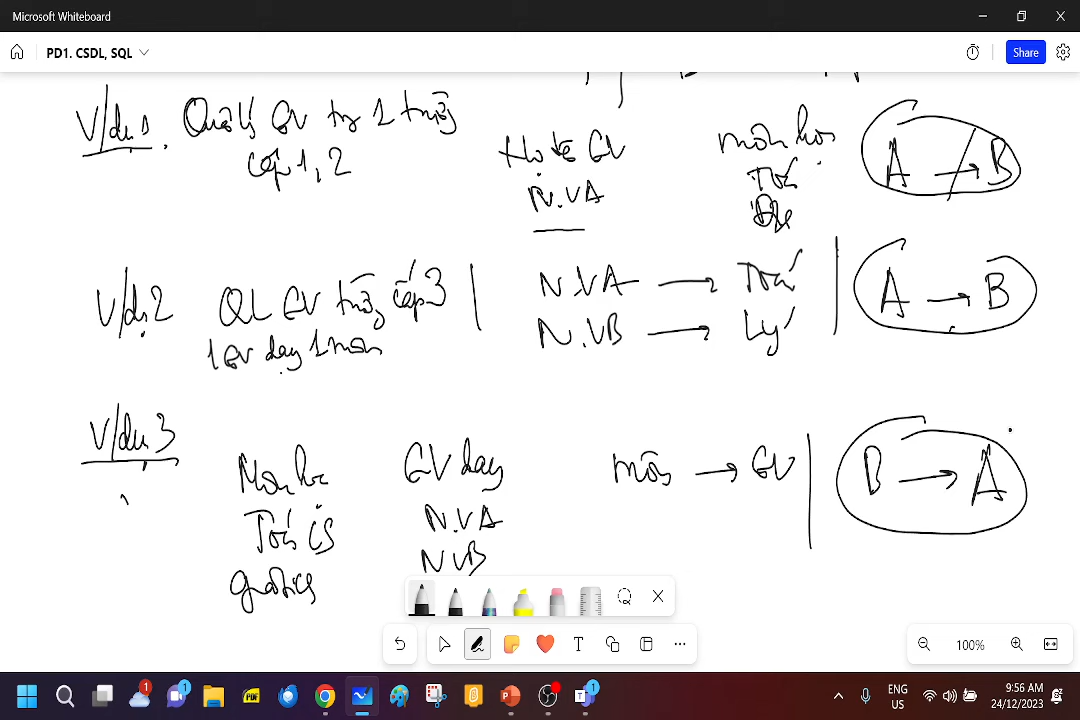 Microsoft Whiteboard
PD1. CSDL, SQL
Share
V/dụ 1. Quản lý GV tg 1 trường
cấp 1, 2
Họ tên GV
N.VA
môn học
Toán
A → B
V/dụ 2 QL GV trường cấp 3
1 GV dạy 1 môn
N.VA → Toán
N.VB → Lý
A → B
V/dụ 3
Môn học
Toán CS
GV dạy
N.VA
N.VB
môn → GV
B → A
100%
ENG
US
9:56 AM
24/12/2023